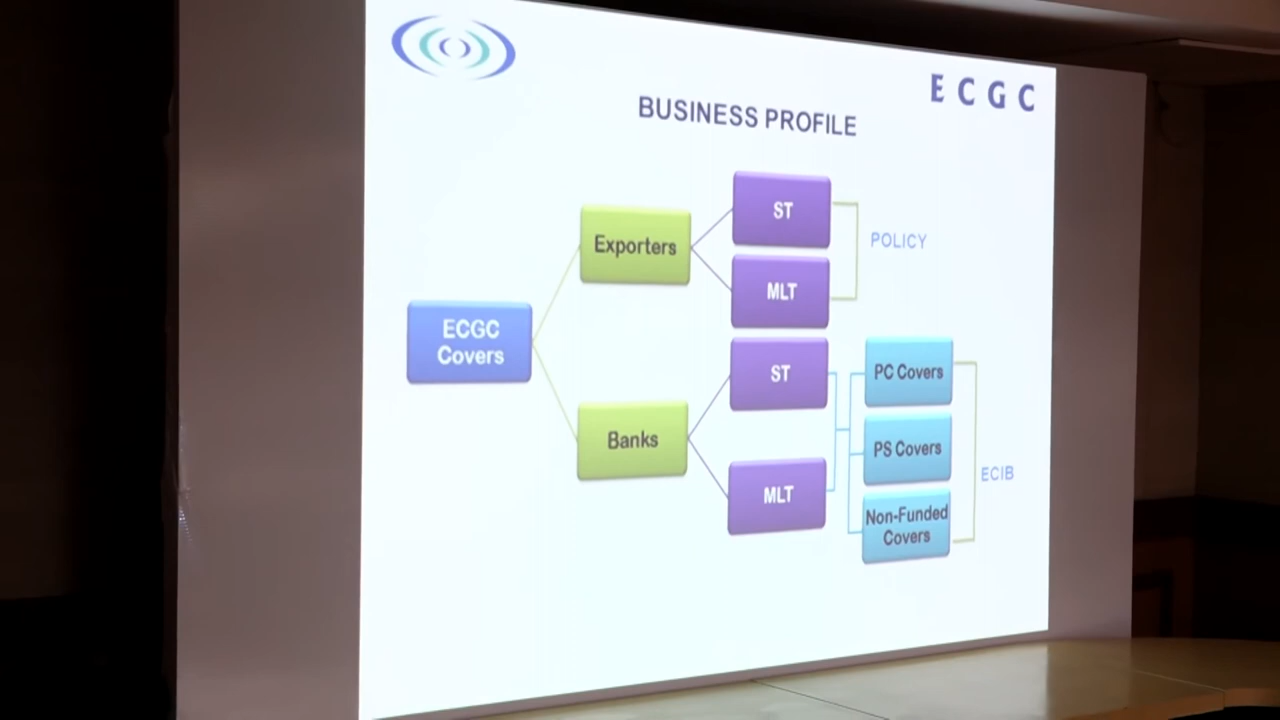 ECGC
BUSINESS PROFILE
ECGC
Covers
Exporters
ST
MLT
POLICY
Banks
ST
MLT
PC Covers
PS Covers
Non-Funded
Covers
ECIB